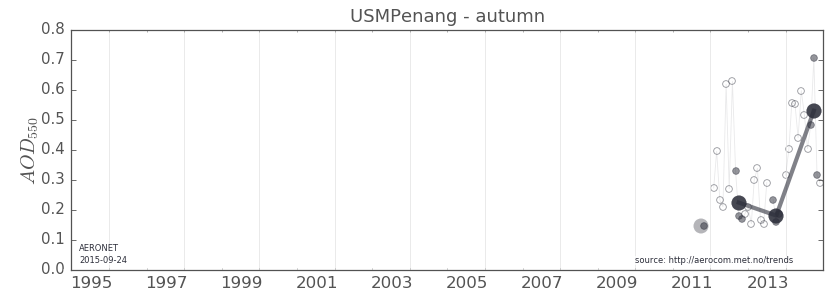 USMPenang - autumn
0.8
0.7
0.6
0.5
0.4
0.3
0.2
0.1
0.0
AOD550
AERONET
2015-09-24
source: http://aerocom.met.no/trends
1995 1997 1999 2001 2003 2005 2007 2009 2011 2013